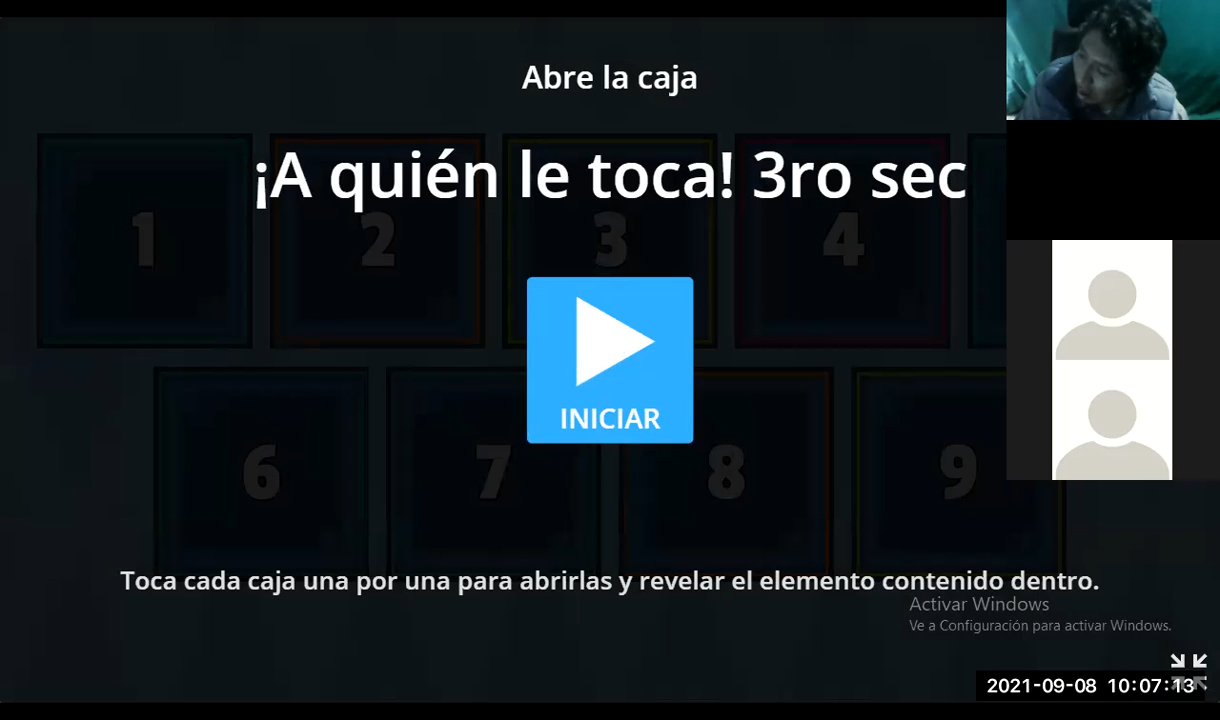 Abre la caja
¡A quién le toca! 3ro sec
1 2 3 4
INICIAR
6 7 8 9
Toca cada caja una por una para abrirlas y revelar el elemento contenido dentro.
Activar Windows
Ve a Configuración para activar Windows.
2021-09-08 10:07:13